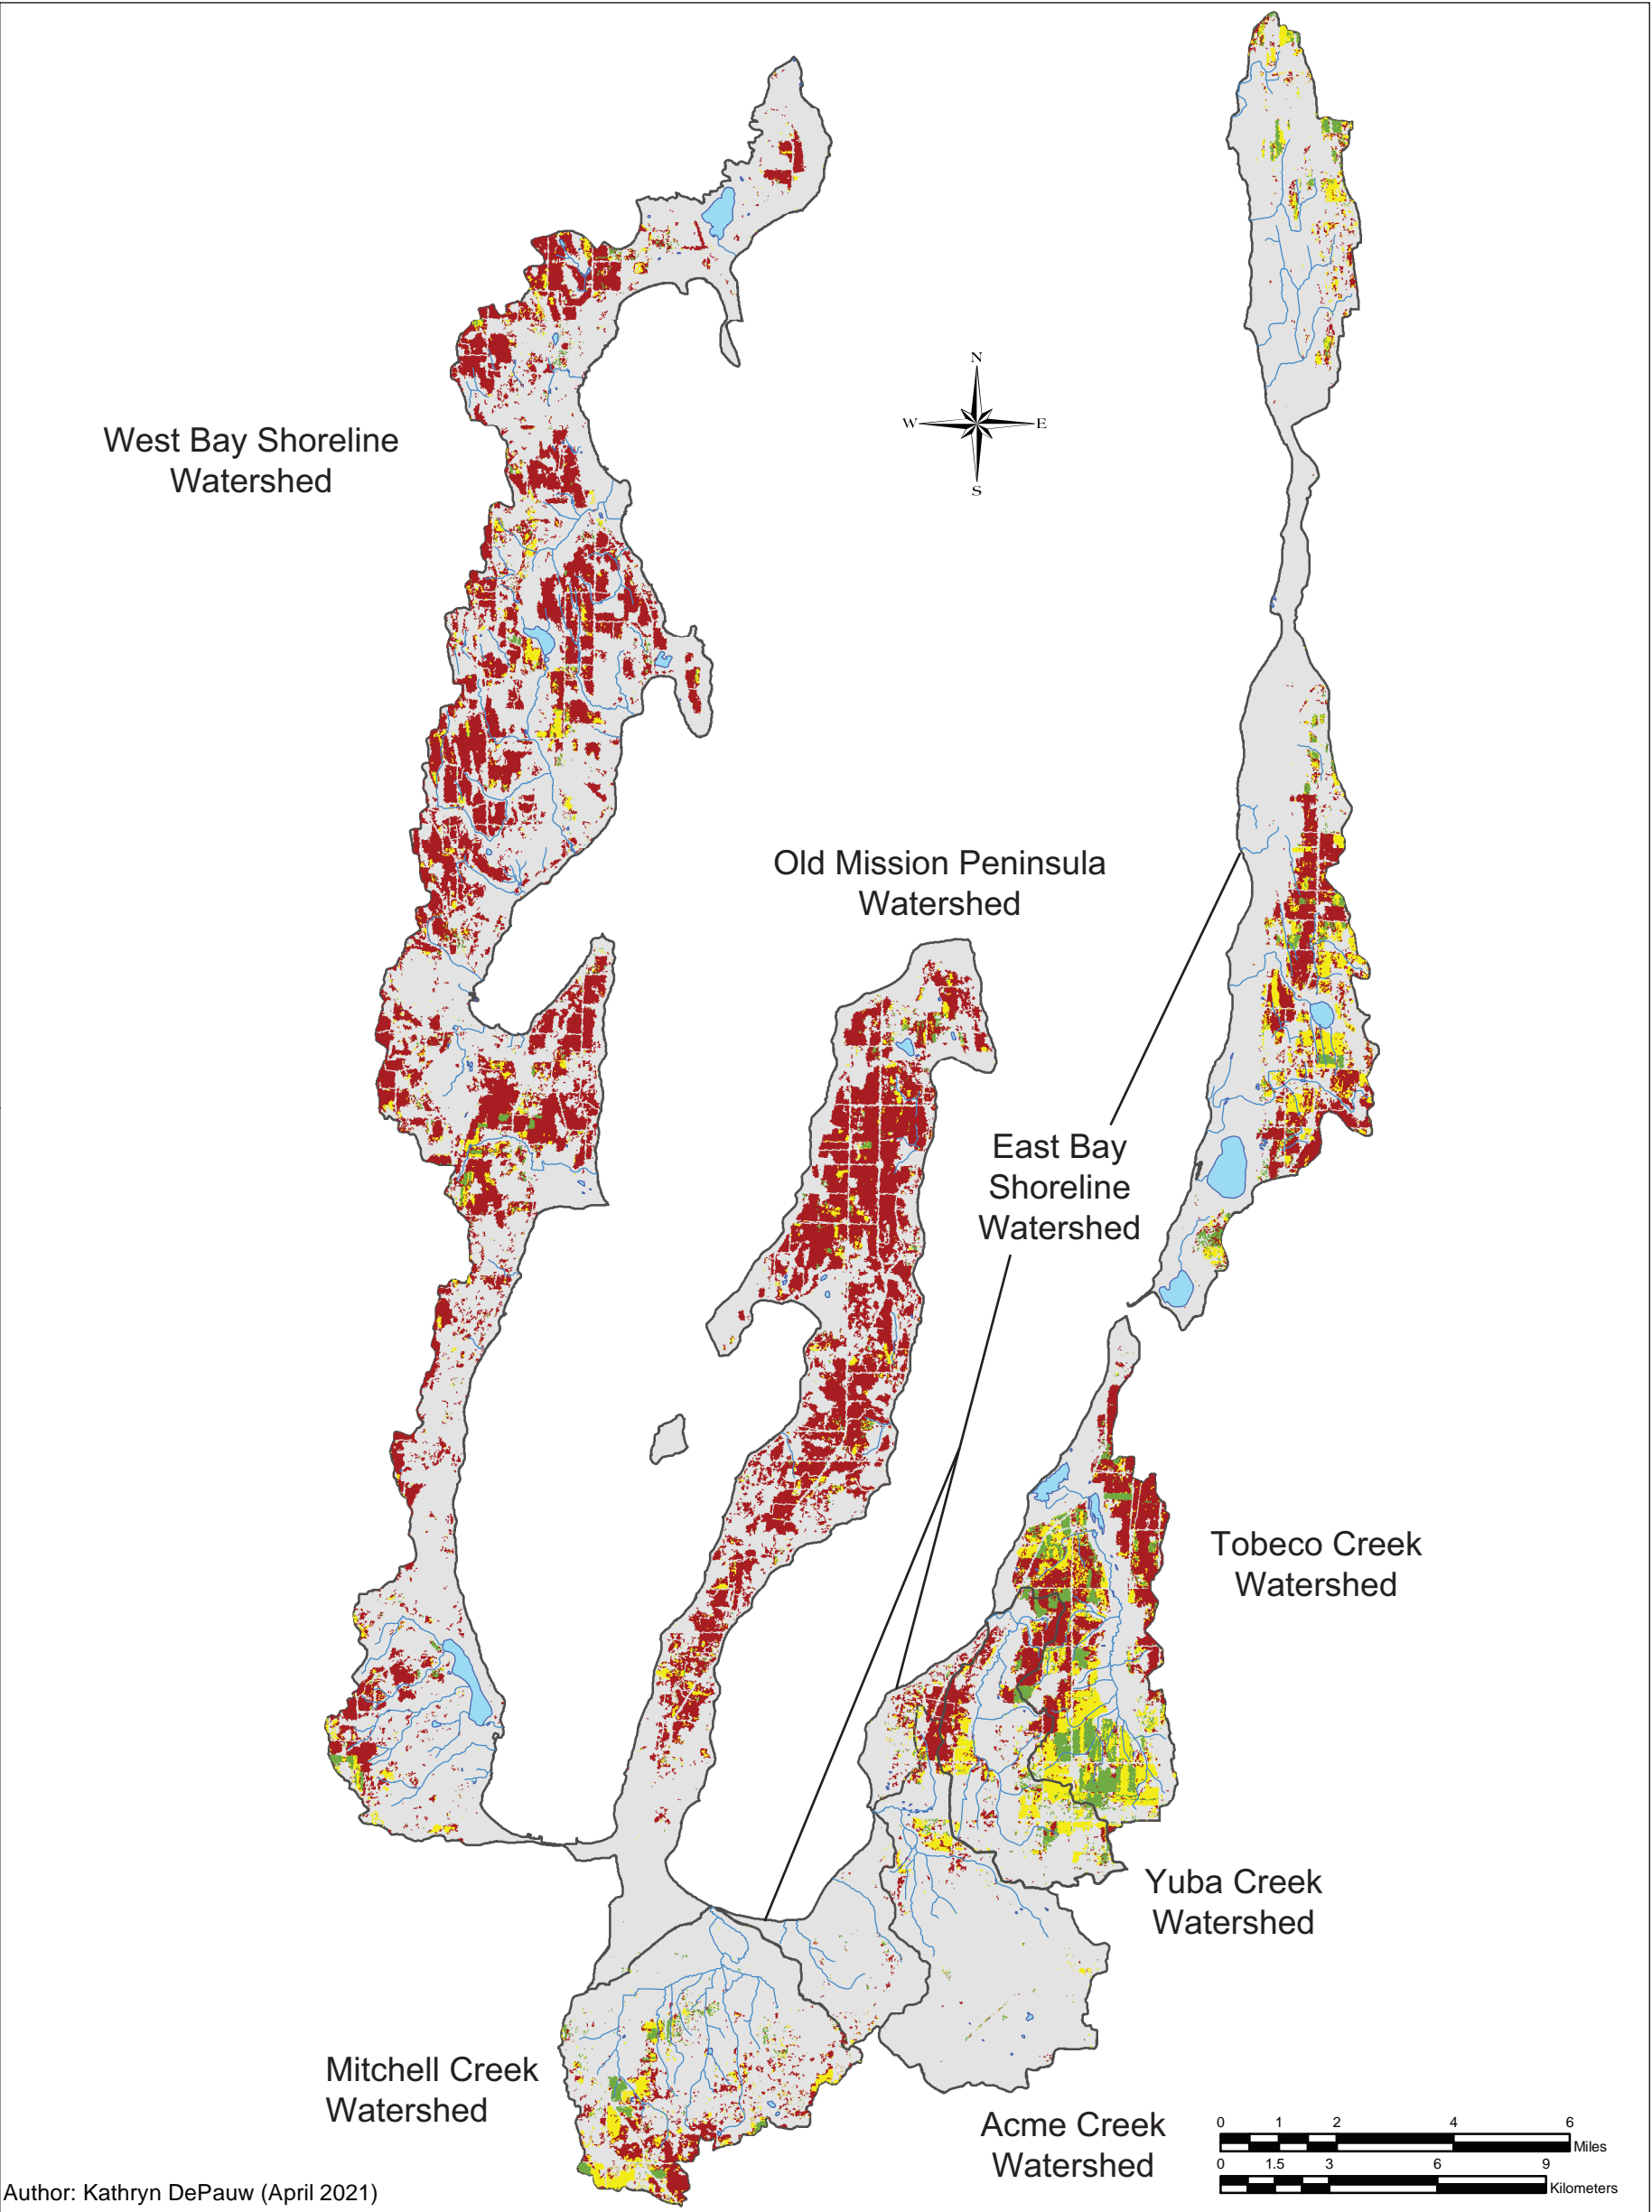 N
W E
S
West Bay Shoreline
Watershed
Old Mission Peninsula
Watershed
East Bay
Shoreline
Watershed
Tobeco Creek
Watershed
Yuba Creek
Watershed
Mitchell Creek
Watershed
Acme Creek
Watershed
0 1 2 4 6
Miles
0 1.5 3 6 9
Kilometers
Author: Kathryn DePauw (April 2021)